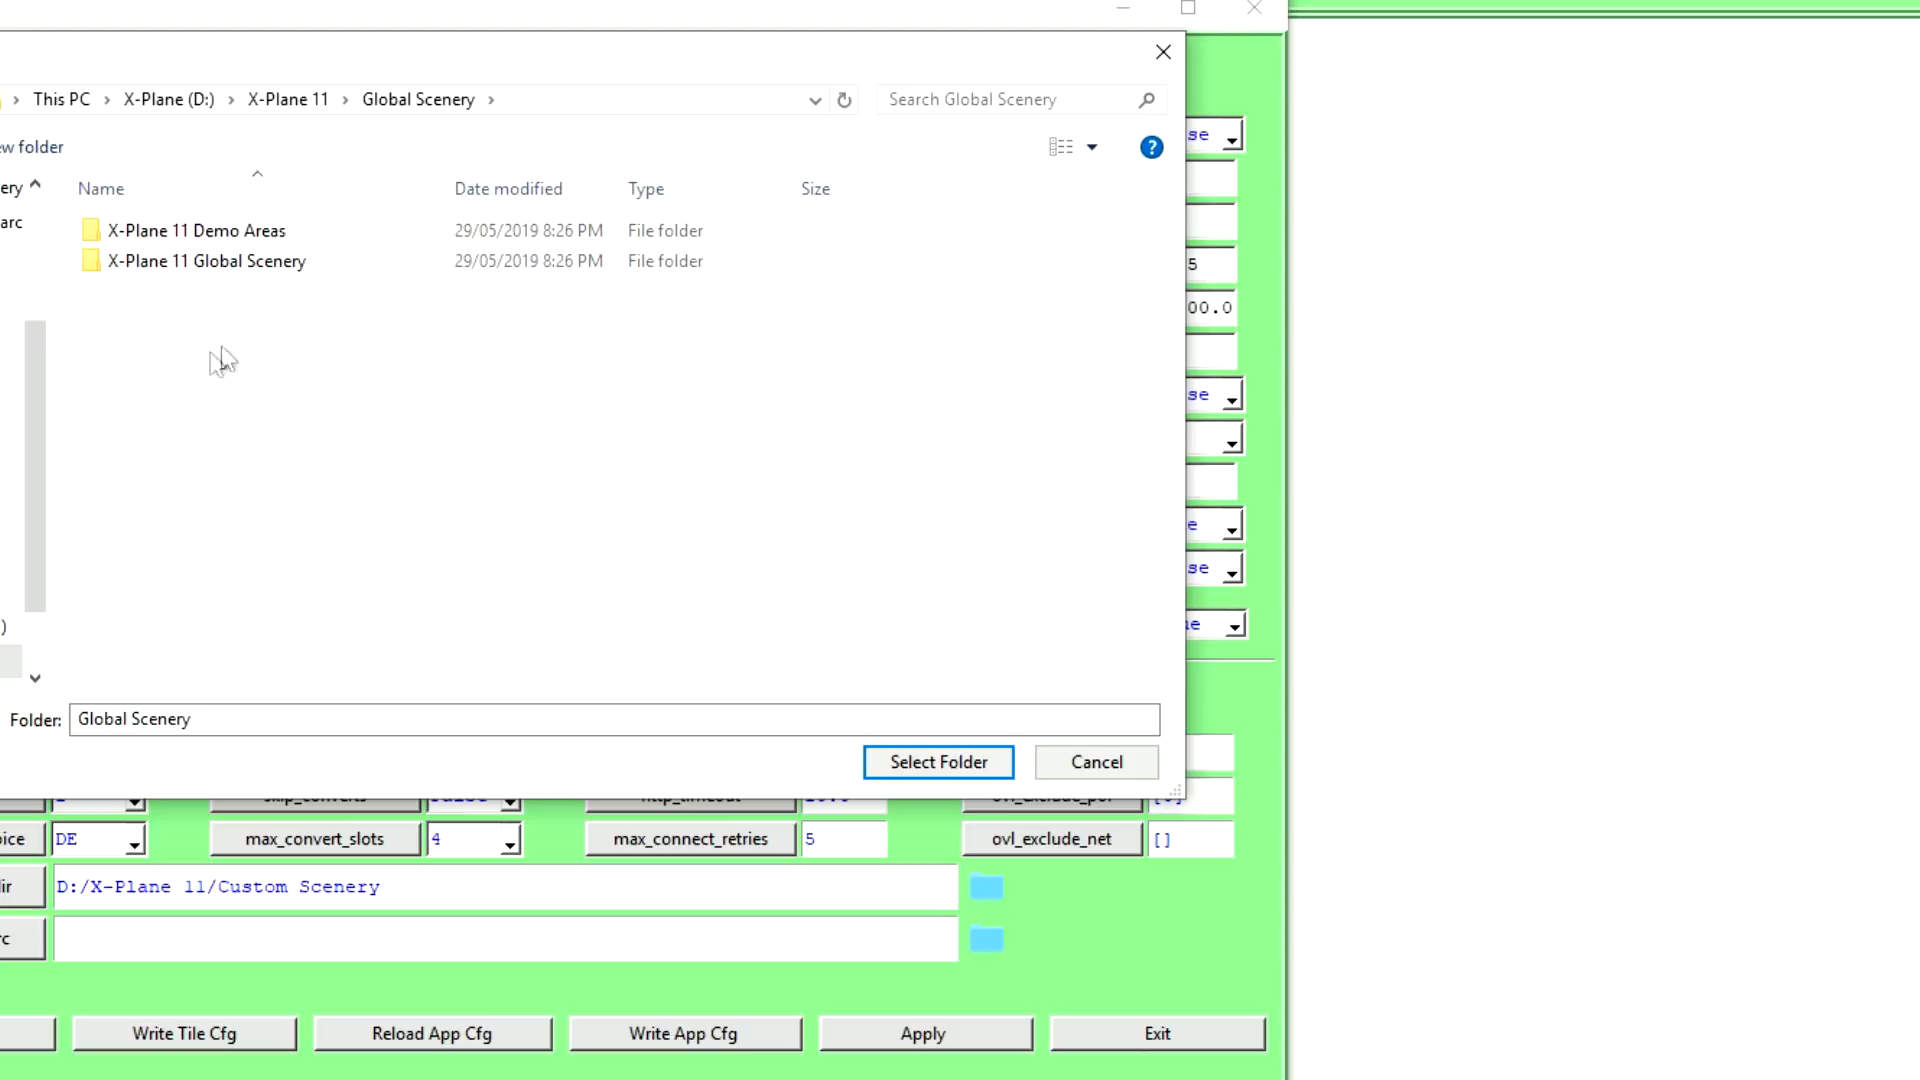 This PC > X-Plane (D:) > X-Plane 11 > Global Scenery >
Search Global Scenery
ew folder
?
ery
Name
Date modified
Type
Size
arc
X-Plane 11 Demo Areas
29/05/2019 8:26 PM
File folder
X-Plane 11 Global Scenery
29/05/2019 8:26 PM
File folder
se
5
00.0
se
e
se
ue
)
Folder:
Global Scenery
Select Folder
Cancel
oice
DE
max_convert_slots
4
max_connect_retries
5
ovl_exclude_net
[]
ir
D:/X-Plane 11/Custom Scenery
rc
Write Tile Cfg
Reload App Cfg
Write App Cfg
Apply
Exit